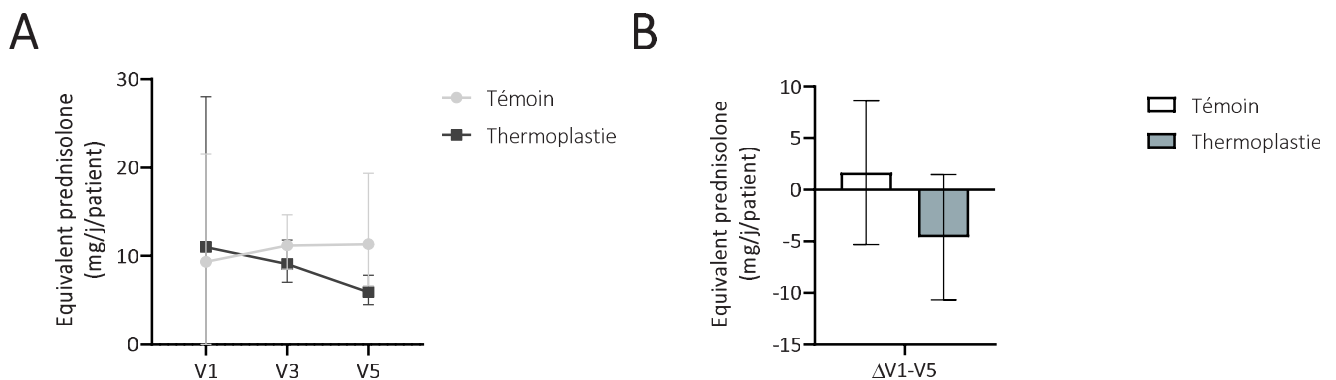 A
Equivalent prednisolone
(mg/j/patient)
30
20
10
0
V1
V3
V5
Témoin
Thermoplastie
B
Equivalent prednisolone
(mg/j/patient)
10
5
0
-5
-10
-15
ΔV1-V5
Témoin
Thermoplastie